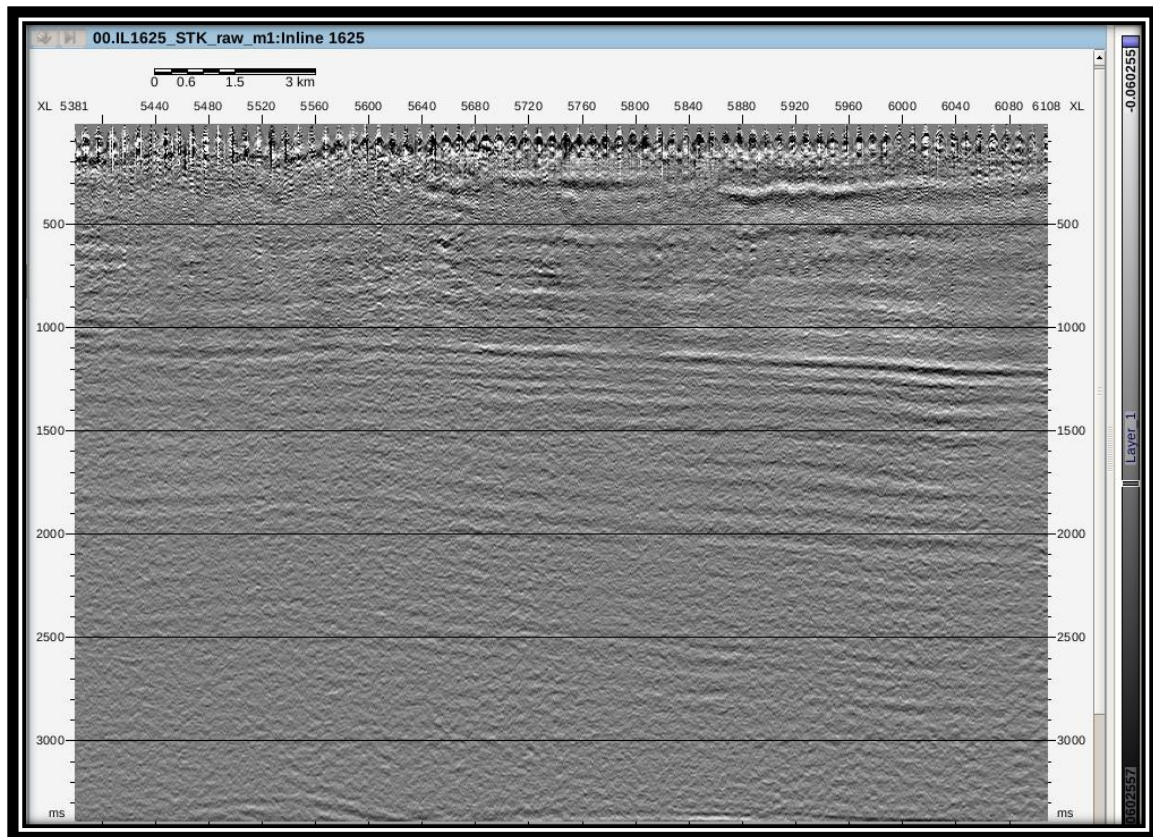 00.IL1625_STK_raw_m1:Inline 1625
0 0.6 1.5 3 km
XL 5381 5440 5480 5520 5560 5600 5640 5680 5720 5760 5800 5840 5880 5920 5960 6000 6040 6080 6108 XL
500 500
1000 1000
1500 1500
2000 2000
2500 2500
3000 3000
ms ms
-0.060255
Layer_1
0602557